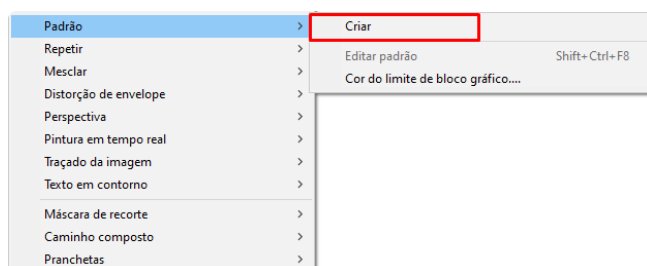 Padrão
Repetir
Mesclar
Distorção de envelope
Perspectiva
Pintura em tempo real
Traçado da imagem
Texto em contorno
Máscara de recorte
Caminho composto
Pranchetas
Criar
Editar padrão Shift+Ctrl+F8
Cor do limite de bloco gráfico....